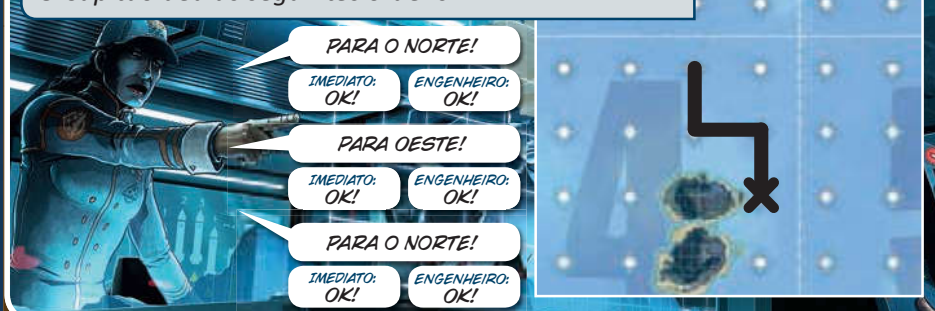 PARA O NORTE!
IMEDIATO: ENGENHEIRO:
OK! OK!
PARA OESTE!
IMEDIATO: ENGENHEIRO:
OK! OK!
PARA O NORTE!
IMEDIATO: ENGENHEIRO:
OK! OK!
A